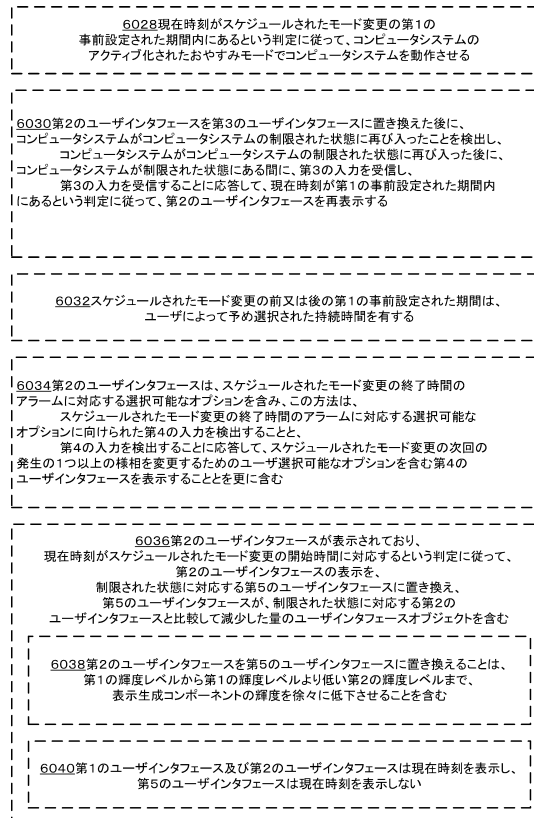 6028現在時刻がスケジュールされたモード変更の第1の
事前設定された期間内にあるという判定に従って、コンピュータシステムの
アクティブ化されたおやすみモードでコンピュータシステムを動作させる
6030第2のユーザインタフェースを第3のユーザインタフェースに置き換えた後に、
コンピュータシステムがコンピュータシステムの制限された状態に再び入ったことを検出し、
コンピュータシステムがコンピュータシステムの制限された状態に再び入った後に、
コンピュータシステムが制限された状態にある間に、第3の入力を受信し、
第3の入力を受信することに応答して、現在時刻が第1の事前設定された期間内
にあるという判定に従って、第2のユーザインタフェースを再表示する
6032スケジュールされたモード変更の前又は後の第1の事前設定された期間は、
ユーザによって予め選択された持続時間を有する
6034第2のユーザインタフェースは、スケジュールされたモード変更の終了時間の
アラームに対応する選択可能なオプションを含み、この方法は、
スケジュールされたモード変更の終了時間のアラームに対応する選択可能な
オプションに向けられた第4の入力を検出することと、
第4の入力を検出することに応答して、スケジュールされたモード変更の次回の
発生の1つ以上の様相を変更するためのユーザ選択可能なオプションを含む第4の
ユーザインタフェースを表示することとを更に含む
6036第2のユーザインタフェースが表示されており、
現在時刻がスケジュールされたモード変更の開始時間に対応するという判定に従って、
第2のユーザインタフェースの表示を、
制限された状態に対応する第5のユーザインタフェースに置き換え、
第5のユーザインタフェースが、制限された状態に対応する第2の
ユーザインタフェースと比較して減少した量のユーザインタフェースオブジェクトを含む
6038第2のユーザインタフェースを第5のユーザインタフェースに置き換えることは、
第1の輝度レベルから第1の輝度レベルより低い第2の輝度レベルまで、
表示生成コンポーネントの輝度を徐々に低下させることを含む
6040第1のユーザインタフェース及び第2のユーザインタフェースは現在時刻を表示し、
第5のユーザインタフェースは現在時刻を表示しない